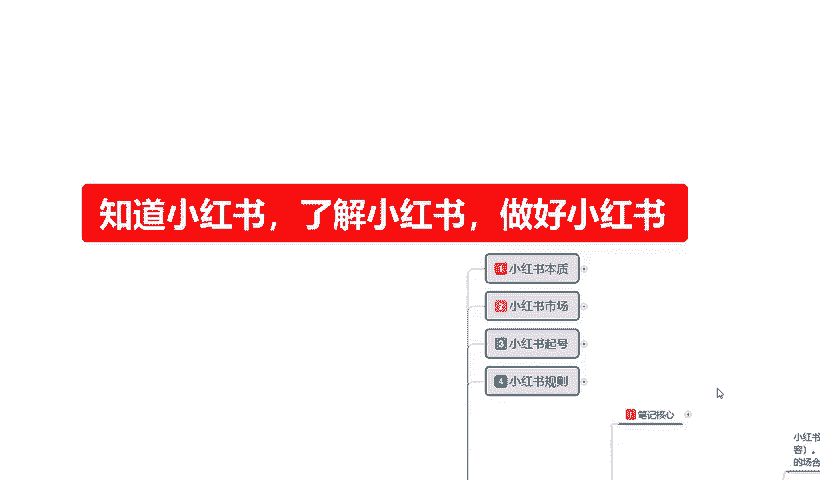 知道小红书，了解小红书，做好小红书
1 小红书本质
2 小红书市场
3 小红书起号
4 小红书规则
笔记核心
小红书
容）。
的场合